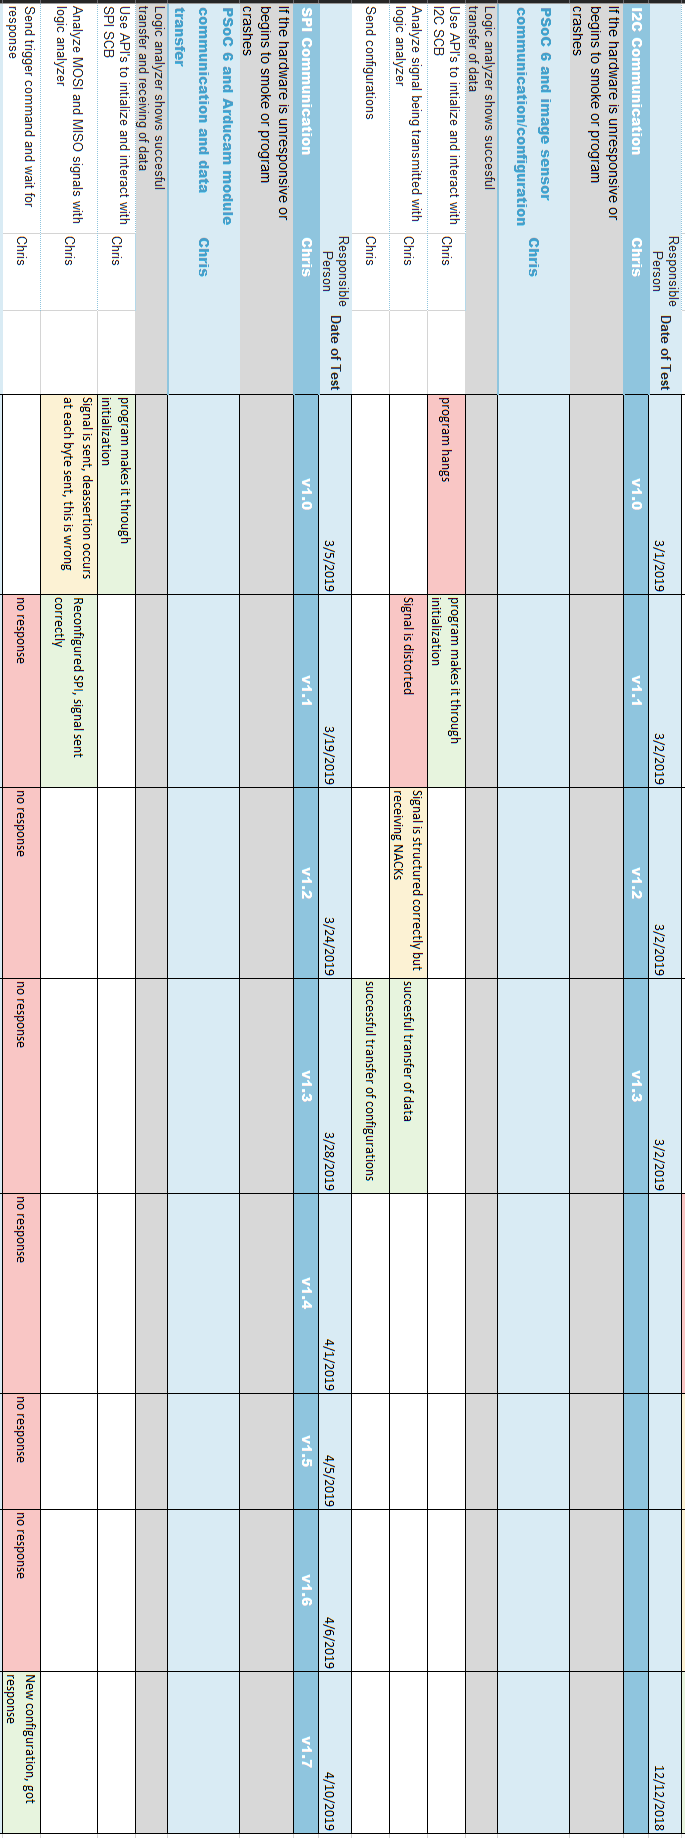 Responsible
Person
Date of Test
3/1/2019
3/2/2019
3/2/2019
3/2/2019
12/12/2018
I2C Communication
Chris
v1.0
v1.1
v1.2
v1.3
If the hardware is unresponsive or
begins to smoke or program
crashes
PSoC 6 and image sensor
communication/configuration
Chris
Logic analyzer shows succesful
transfer of data
Use API's to intialize and interact with
I2C SCB
Chris
program hangs
program makes it through
initialization
Analyze signal being transmitted with
logic analyzer
Chris
Signal is distorted
Signal is structured correctly but
receiving NACKs
succesful transfer of data
Send configurations
Chris
successful transfer of configurations
Responsible
Person
Date of Test
3/5/2019
3/19/2019
3/24/2019
3/28/2019
4/1/2019
4/5/2019
4/6/2019
4/10/2019
SPI Communication
Chris
v1.0
v1.1
v1.2
v1.3
v1.4
v1.5
v1.6
v1.7
If the hardware is unresponsive or
begins to smoke or program
crashes
PSoC 6 and Arducam module
communication and data
transfer
Chris
Logic analyzer shows succesful
transfer and receiving of data
Use API's to intialize and interact with
SPI SCB
Chris
program makes it through
initialization
Analyze MOSI and MISO signals with
logic analyzer
Chris
Signal is sent, deassertion occurs
at each byte sent, this is wrong
Reconfigured SPI, signal sent
correctly
Send trigger command and wait for
response
Chris
no response
no response
no response
no response
no response
no response
New configuration, got
response